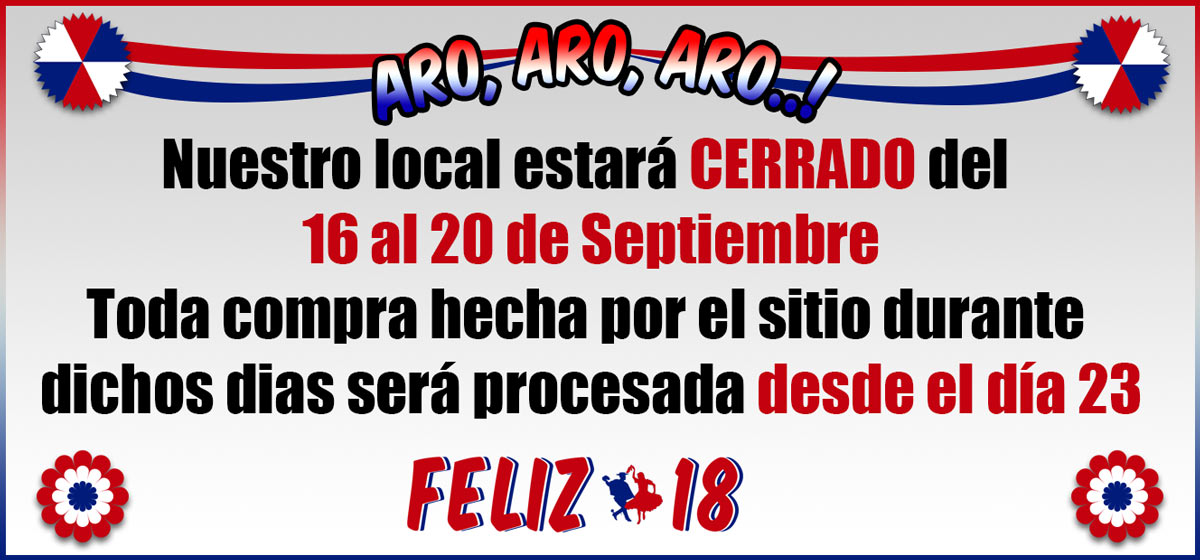 ARO, ARO, ARO..!
Nuestro local estará CERRADO del
16 al 20 de Septiembre
Toda compra hecha por el sitio durante
dichos dias será procesada desde el día 23
FELIZ 18